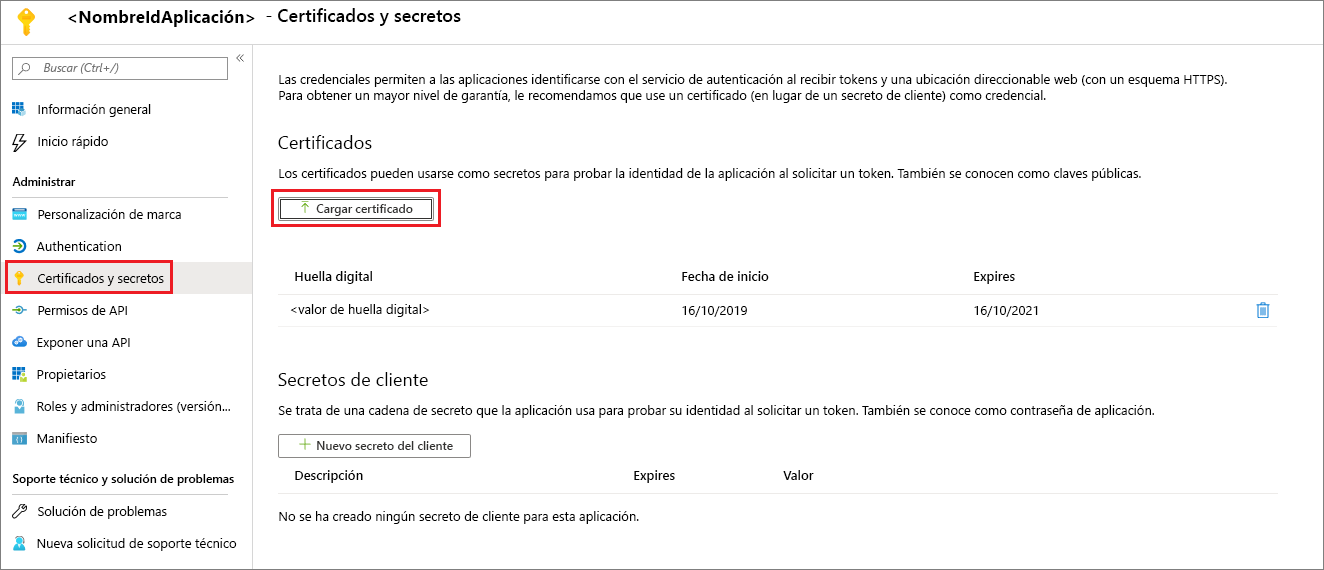 <NombreIdAplicación> - Certificados y secretos
Buscar (Ctrl+/)
«
Información general
Inicio rápido
Administrar
Personalización de marca
Authentication
Certificados y secretos
Permisos de API
Exponer una API
Propietarios
Roles y administradores (versión...
Manifiesto
Soporte técnico y solución de problemas
Solución de problemas
Nueva solicitud de soporte técnico
Las credenciales permiten a las aplicaciones identificarse con el servicio de autenticación al recibir tokens y una ubicación direccionable web (con un esquema HTTPS).
Para obtener un mayor nivel de garantía, le recomendamos que use un certificado (en lugar de un secreto de cliente) como credencial.
Certificados
Los certificados pueden usarse como secretos para probar la identidad de la aplicación al solicitar un token. También se conocen como claves públicas.
Cargar certificado
Huella digital Fecha de inicio Expires
<valor de huella digital> 16/10/2019 16/10/2021
Secretos de cliente
Se trata de una cadena de secreto que la aplicación usa para probar su identidad al solicitar un token. También se conoce como contraseña de aplicación.
Nuevo secreto del cliente
Descripción Expires Valor
No se ha creado ningún secreto de cliente para esta aplicación.